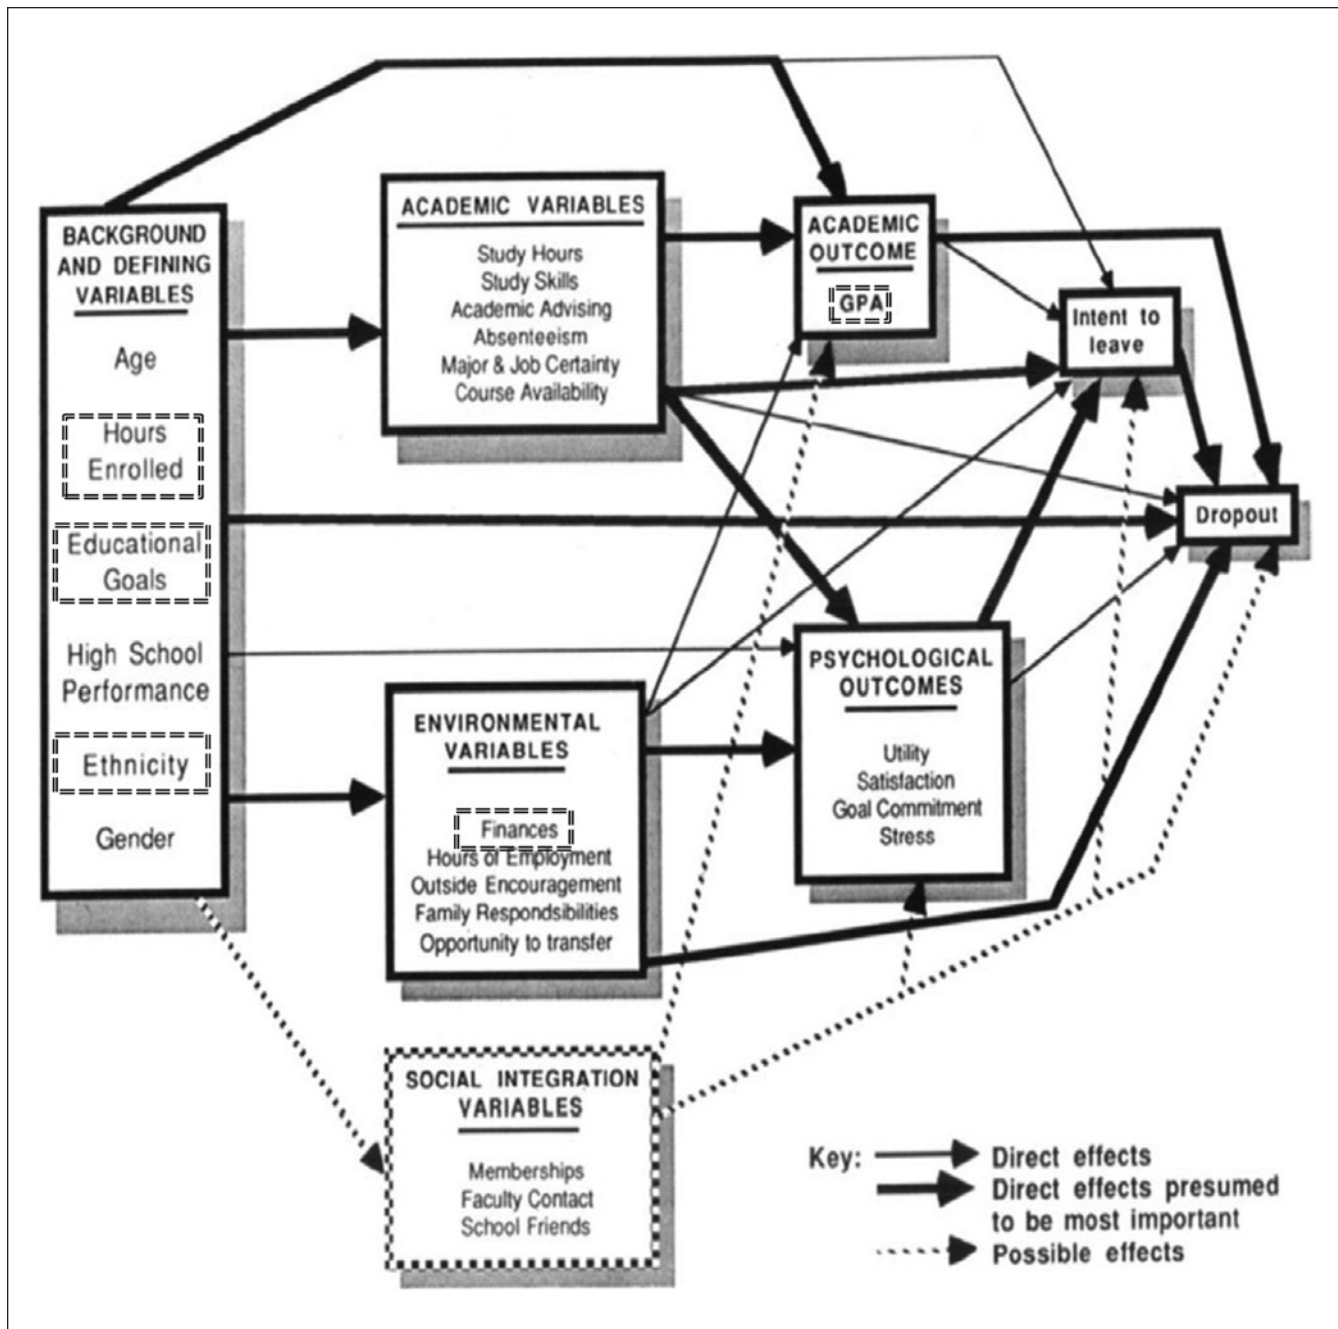 BACKGROUND
AND DEFINING
VARIABLES
Age
Hours
Enrolled
Educational
Goals
High School
Performance
Ethnicity
Gender
ACADEMIC VARIABLES
Study Hours
Study Skills
Academic Advising
Absenteeism
Major & Job Certainty
Course Availability
ENVIRONMENTAL
VARIABLES
Finances
Hours of Employment
Outside Encouragement
Family Respondsibilities
Opportunity to transfer
SOCIAL INTEGRATION
VARIABLES
Memberships
Faculty Contact
School Friends
ACADEMIC
OUTCOME
GPA
PSYCHOLOGICAL
OUTCOMES
Utility
Satisfaction
Goal Commitment
Stress
Intent to
leave
Dropout
Key:
Direct effects
Direct effects presumed
to be most important
Possible effects